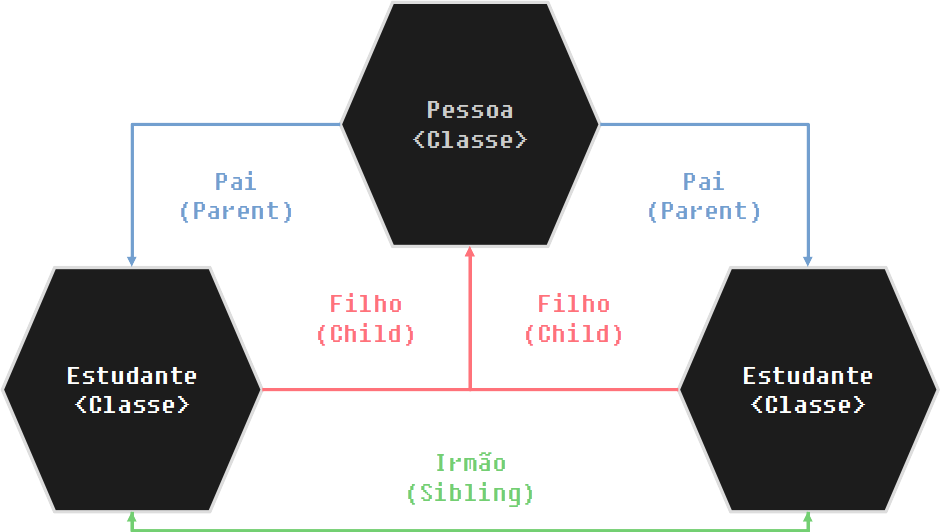 Pessoa
<Classe>
Pai
(Parent)
Pai
(Parent)
Filho
(Child)
Filho
(Child)
Estudante
<Classe>
Estudante
<Classe>
Irmão
(Sibling)